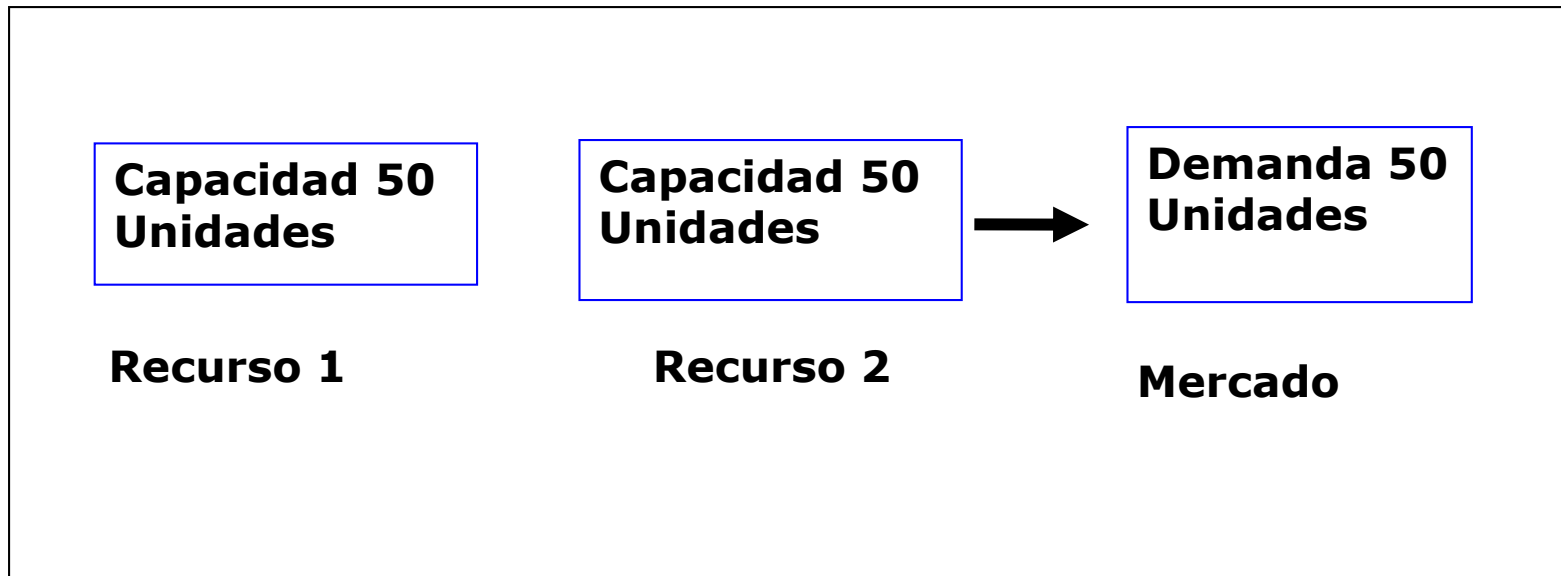 Capacidad 50
Unidades
Recurso 1
Capacidad 50
Unidades
Recurso 2
Demanda 50
Unidades
Mercado